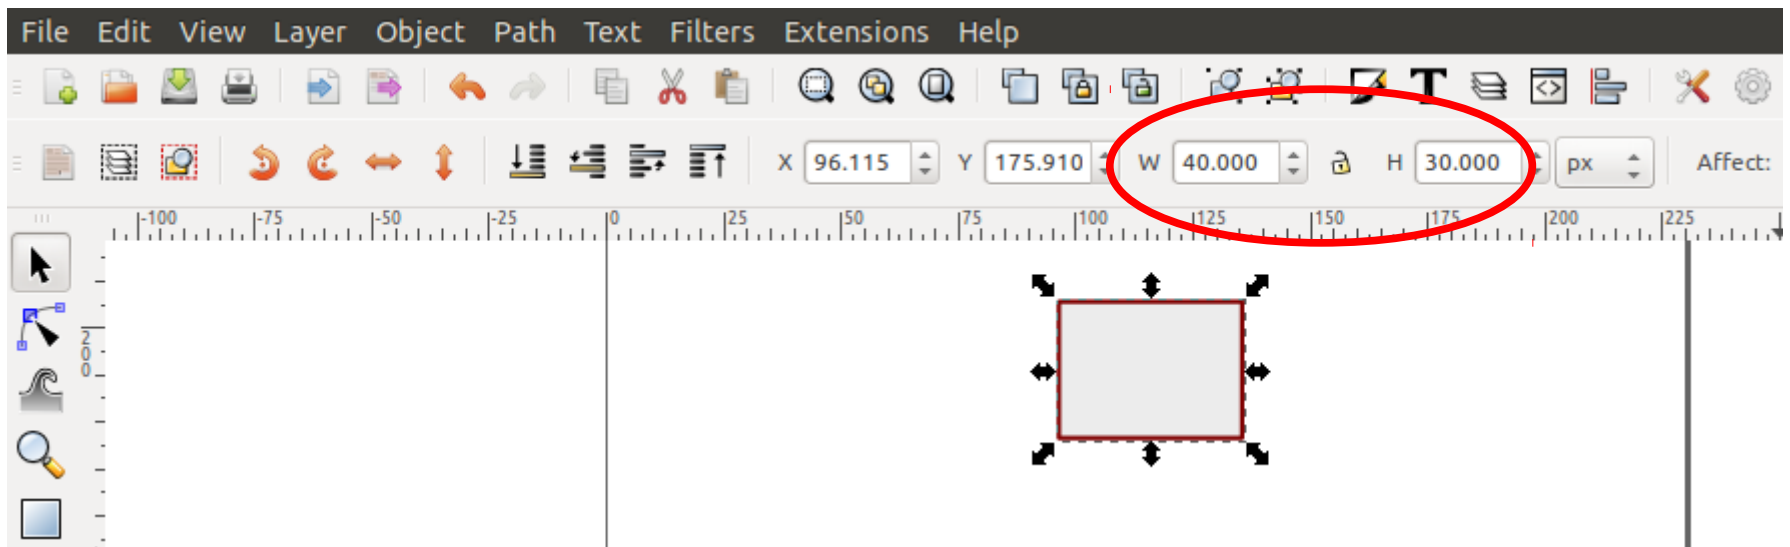 File Edit View Layer Object Path Text Filters Extensions Help
X 96.115 Y 175.910 W 40.000 H 30.000 px Affect:
-100 -75 -50 -25 0 25 50 75 100 125 150 175 200 225
200